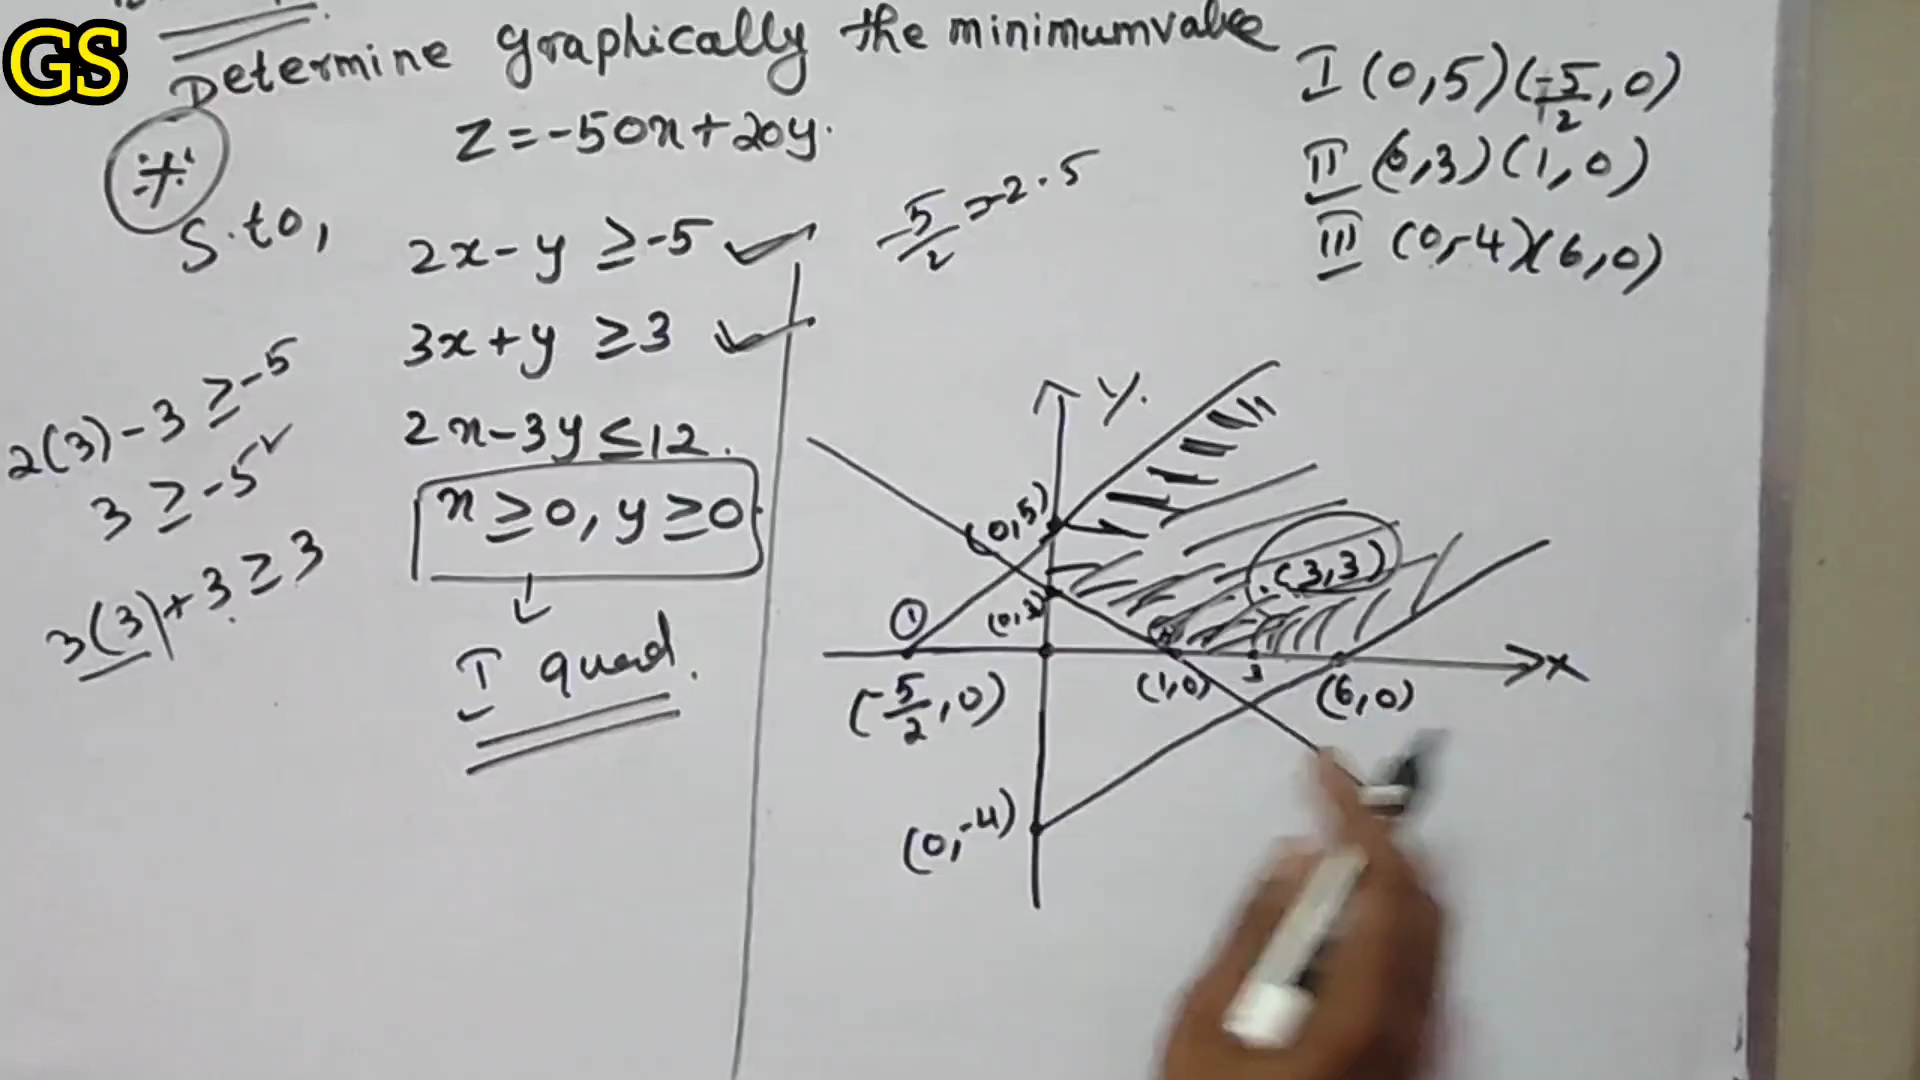 GS
Determine graphically the minimumvalue
Z=-50x+20y.
S.to,
2x-y ≥-5 ✓
3x+y ≥3 ✓
2x-3y≤12.
x≥0, y≥0
I quad.
2(3)-3≥-5
3≥-5✓
3(3)+3≥3
-5/2=-2.5
I (0,5)(-5/2,0)
II (0,3)(1,0)
III (0,-4)(6,0)
y.
(0,5)
(3,3)
(0,3)
①
(-5/2,0)
(1,0)
3
(6,0)
x
(0,-4)